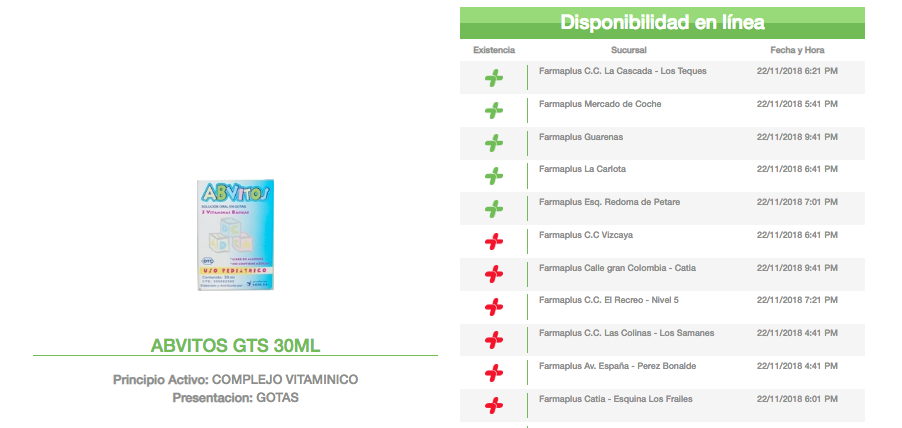 ABVITOS
SOLUCION ORAL EN GOTAS
3 Vitaminas Básicas
OTC
USO PEDIATRICO
Contenido: 30 ml
ABVITOS GTS 30ML
Principio Activo: COMPLEJO VITAMINICO
Presentacion: GOTAS
Disponibilidad en línea
Existencia Sucursal Fecha y Hora
Farmaplus C.C. La Cascada - Los Teques 22/11/2018 6:21 PM
Farmaplus Mercado de Coche 22/11/2018 5:41 PM
Farmaplus Guarenas 22/11/2018 9:41 PM
Farmaplus La Carlota 22/11/2018 6:41 PM
Farmaplus Esq. Redoma de Petare 22/11/2018 7:01 PM
Farmaplus C.C Vizcaya 22/11/2018 6:41 PM
Farmaplus Calle gran Colombia - Catia 22/11/2018 9:41 PM
Farmaplus C.C. El Recreo - Nivel 5 22/11/2018 7:21 PM
Farmaplus C.C. Las Colinas - Los Samanes 22/11/2018 4:41 PM
Farmaplus Av. España - Perez Bonalde 22/11/2018 4:41 PM
Farmaplus Catia - Esquina Los Frailes 22/11/2018 6:01 PM